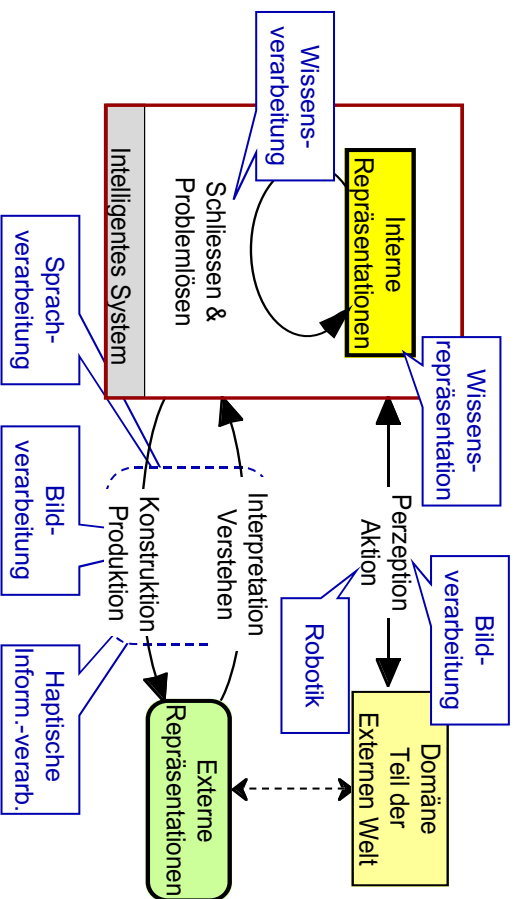 Wissens-
repräsentation
Bild-
verarbeitung
Interne
Repräsentationen
Perzeption
Aktion
Domäne
Teil der
Externen Welt
Wissens-
verarbeitung
Robotik
Schliessen &
Problemlösen
Interpretation
Verstehen
Externe
Repräsentationen
Konstruktion
Produktion
Intelligentes System
Sprach-
verarbeitung
Bild-
verarbeitung
Haptische
Inform.-verarb.